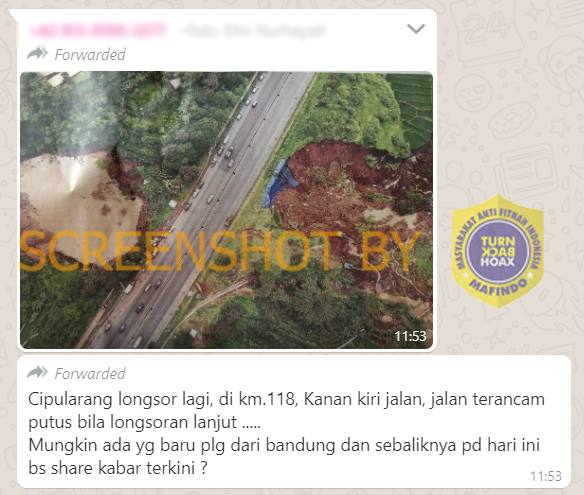 Forwarded
SCREENSHOT BY
MASYARAKAT ANTI FITNAH INDONESIA
TURN
BACK
HOAX
MAFINDO
11:53
Forwarded
Cipularang longsor lagi, di km.118, Kanan kiri jalan, jalan terancam
putus bila longsoran lanjut .....
Mungkin ada yg baru plg dari bandung dan sebaliknya pd hari ini
bs share kabar terkini ?
11:53